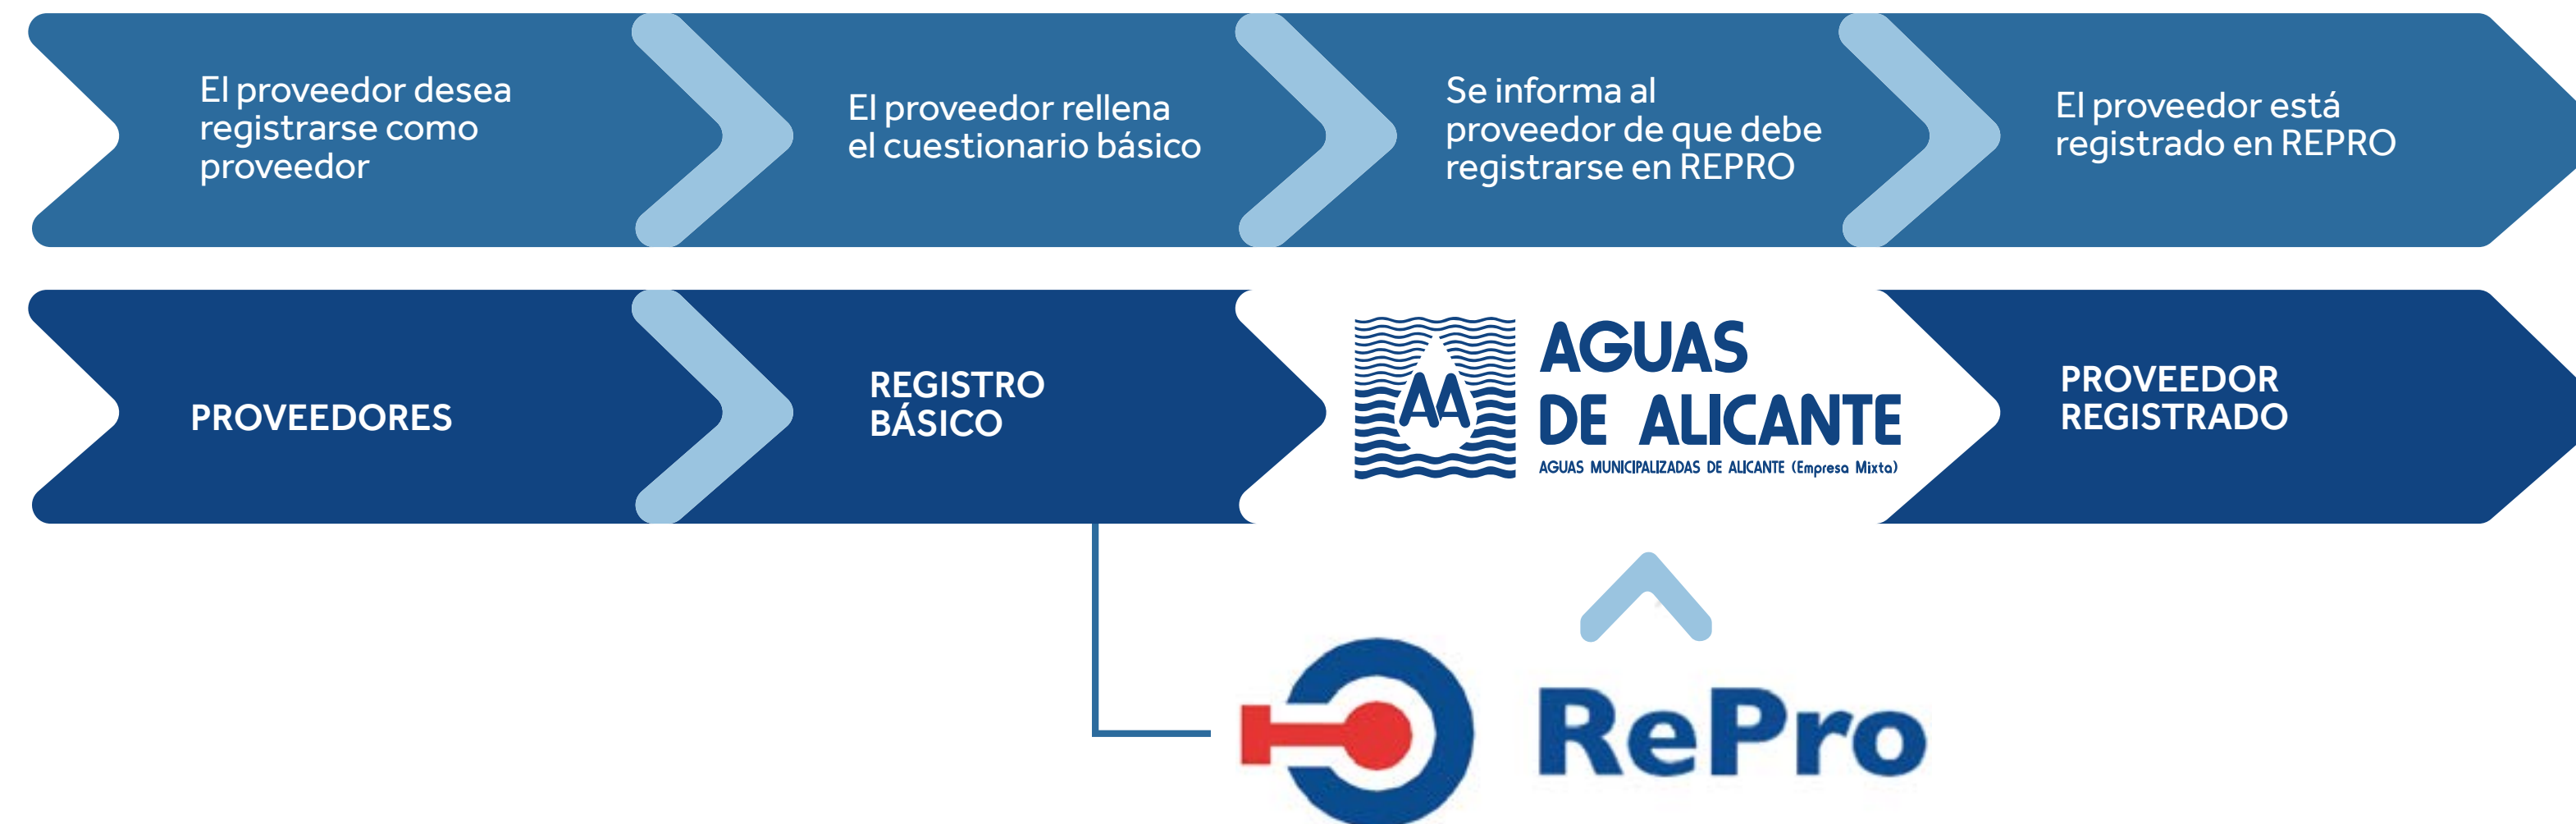 El proveedor desea
registrarse como
proveedor
El proveedor rellena
el cuestionario básico
Se informa al
proveedor de que debe
registrarse en REPRO
El proveedor está
registrado en REPRO
PROVEEDORES
REGISTRO
BÁSICO
AA
AGUAS
DE ALICANTE
AGUAS MUNICIPALIZADAS DE ALICANTE (Empresa Mixta)
PROVEEDOR
REGISTRADO
RePro